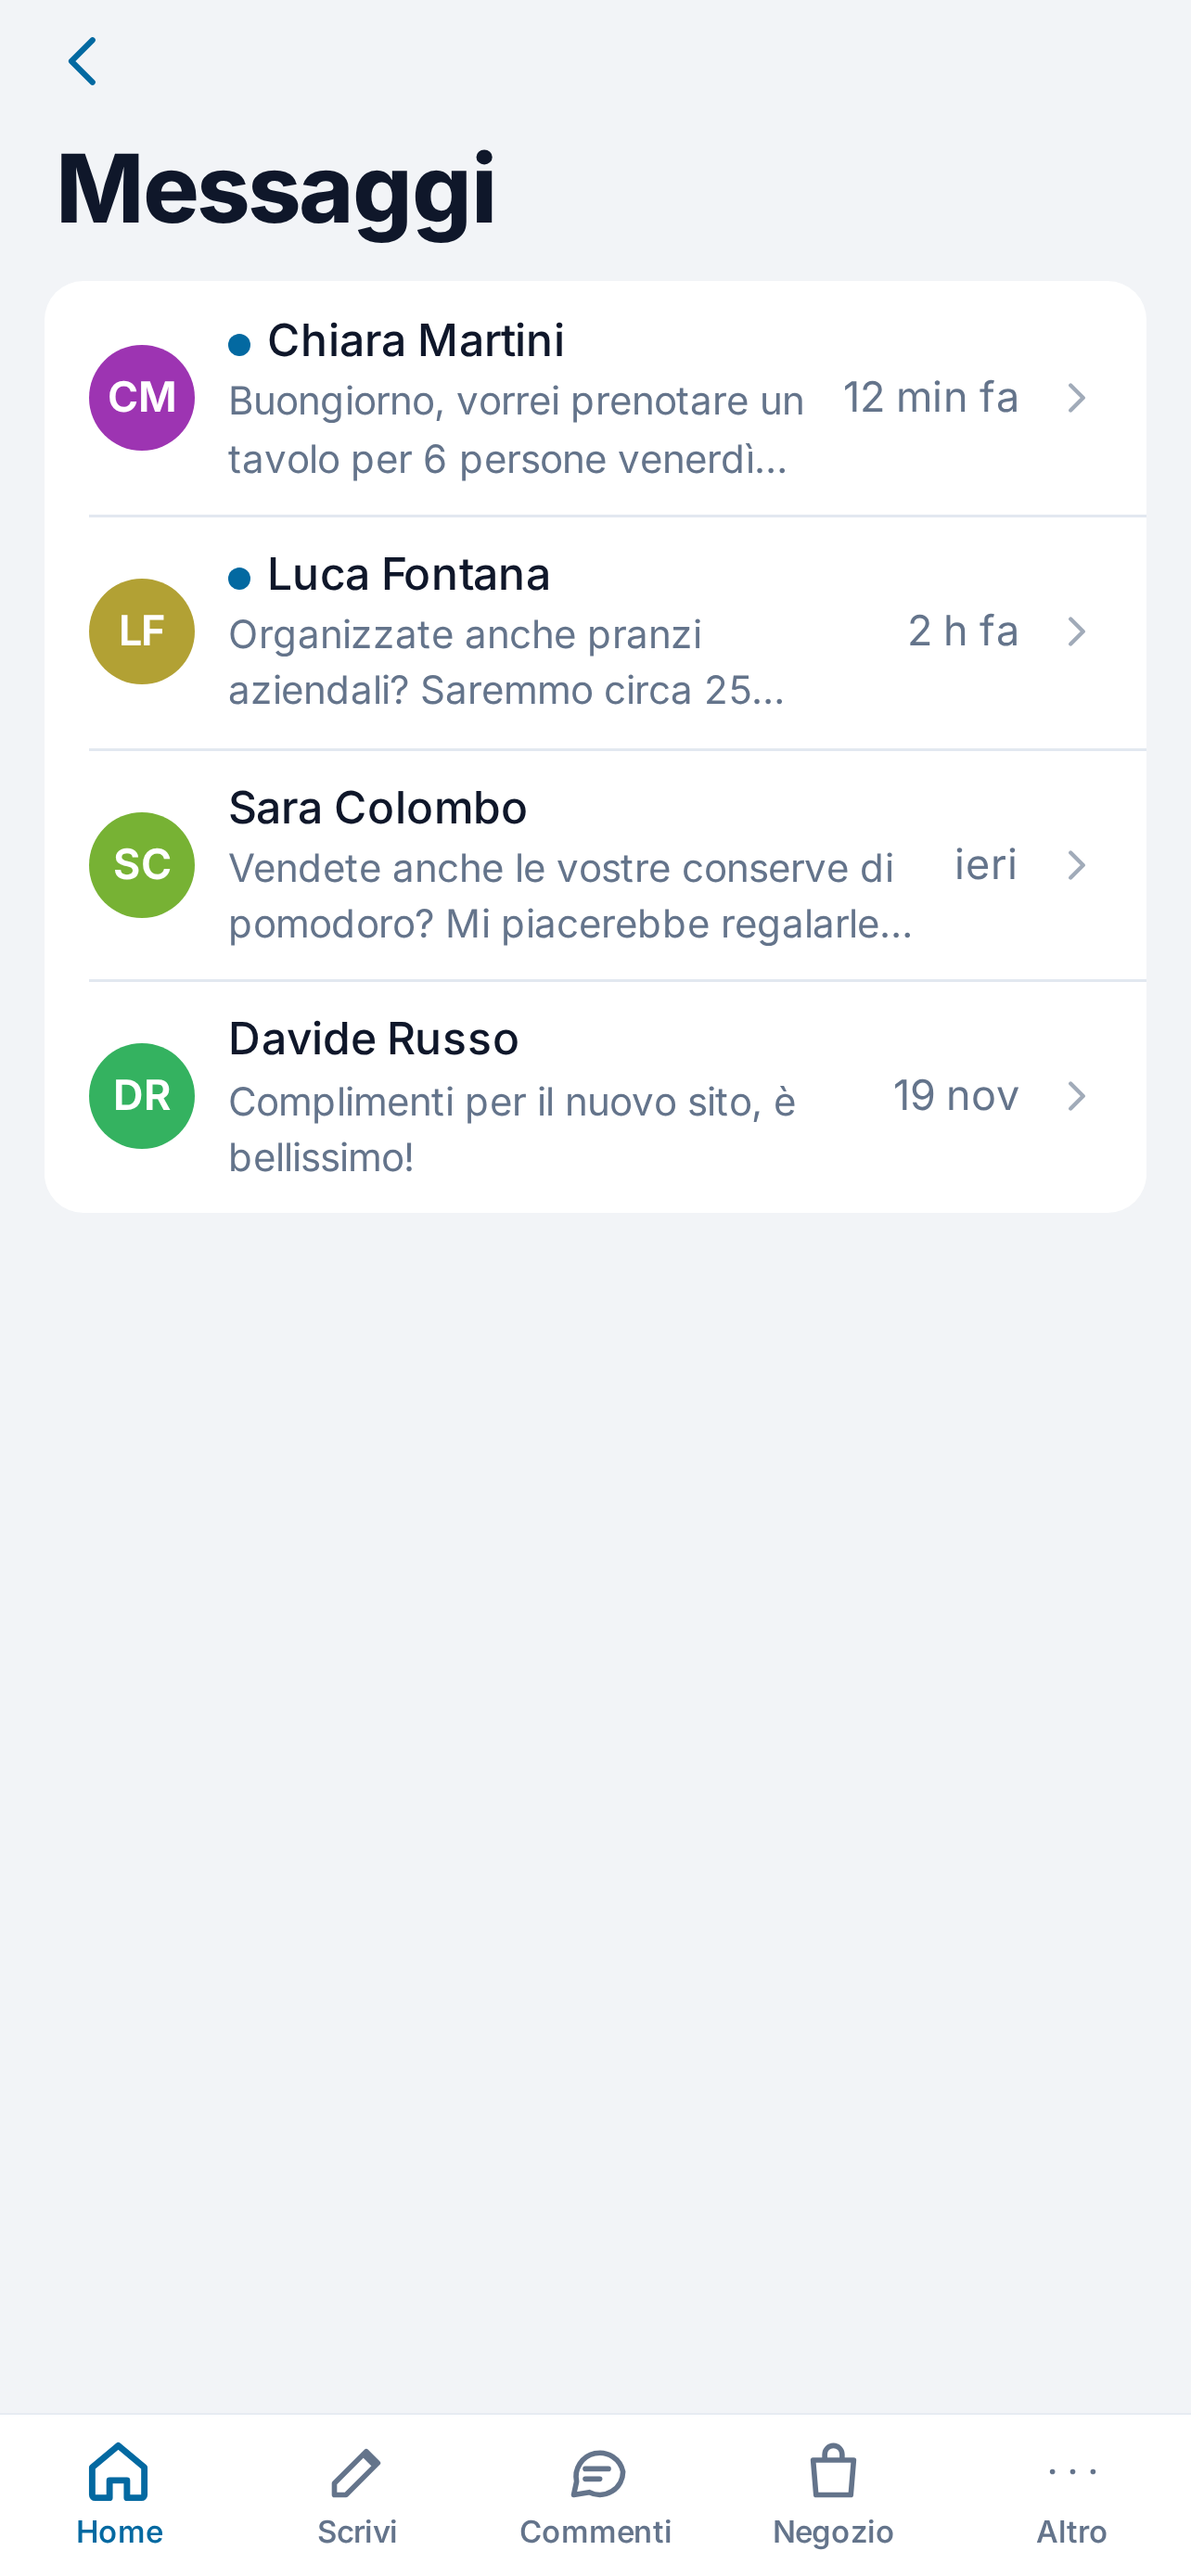 Messaggi
CM
Chiara Martini
Buongiorno, vorrei prenotare un
tavolo per 6 persone venerdì...
12 min fa
LF
Luca Fontana
Organizzate anche pranzi
aziendali? Saremmo circa 25...
2 h fa
SC
Sara Colombo
Vendete anche le vostre conserve di
pomodoro? Mi piacerebbe regalarle...
ieri
DR
Davide Russo
Complimenti per il nuovo sito, è
bellissimo!
19 nov
Home
Scrivi
Commenti
Negozio
Altro